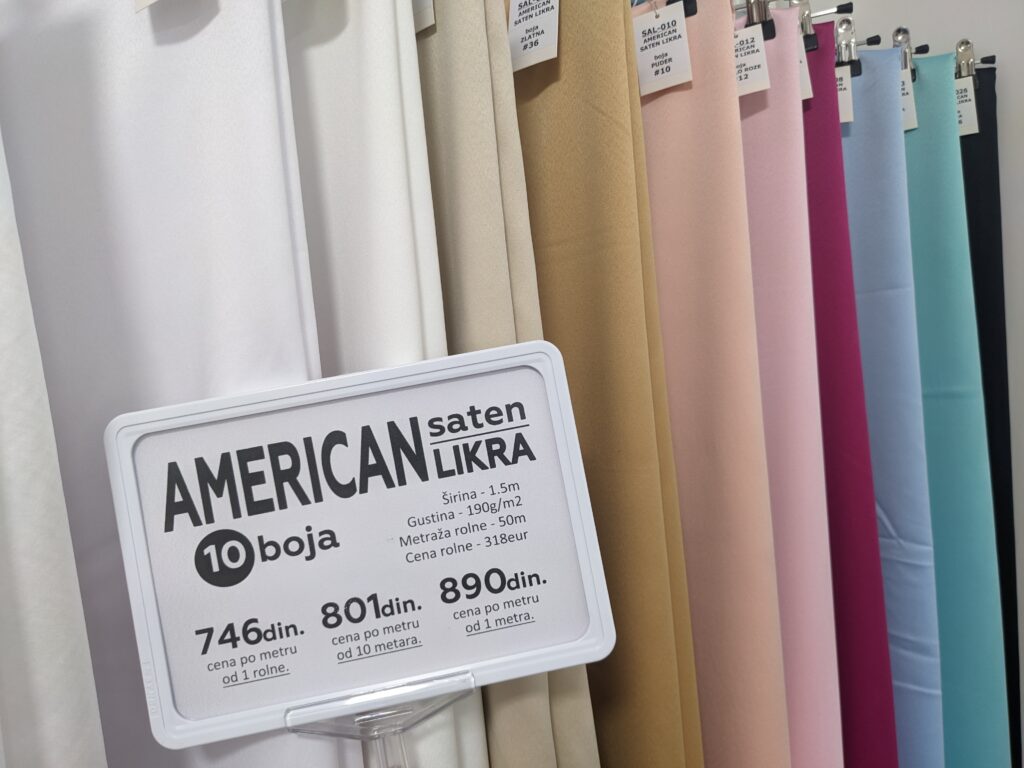 AMERICAN
SATEN LIKRA
boja
ZLATNA
#36
SAL-010
AMERICAN
SATEN LIKRA
boja
PUDER
#10
AMERICAN saten
LIKRA
10 boja
Širina - 1.5m
Gustina - 190g/m2
Metraža rolne - 50m
Cena rolne - 318eur
746din.
cena po metru
od 1 rolne.
801din.
cena po metru
od 10 metara.
890din.
cena po metru
od 1 metra.